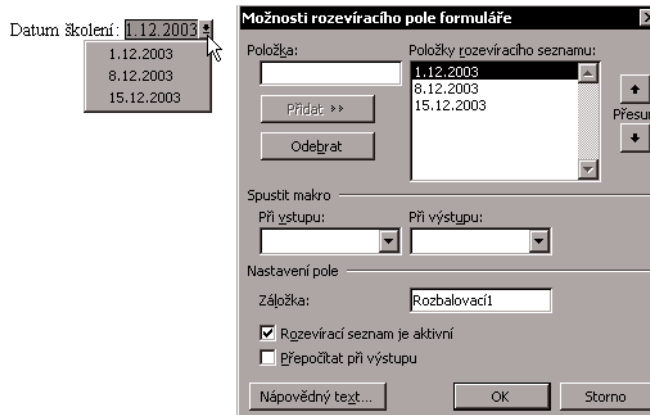 Datum školení: 1.12.2003
1.12.2003
8.12.2003
15.12.2003
Možnosti rozevíracího pole formuláře
Položka:
Položky rozevíracího seznamu:
1.12.2003
8.12.2003
15.12.2003
Přidat >>
Odebrat
Přesun
Spustit makro
Při vstupu:
Při výstupu:
Nastavení pole
Záložka:
Rozbalovací1
Rozevírací seznam je aktivní
Přepočítat při výstupu
Nápovědný text...
OK
Storno